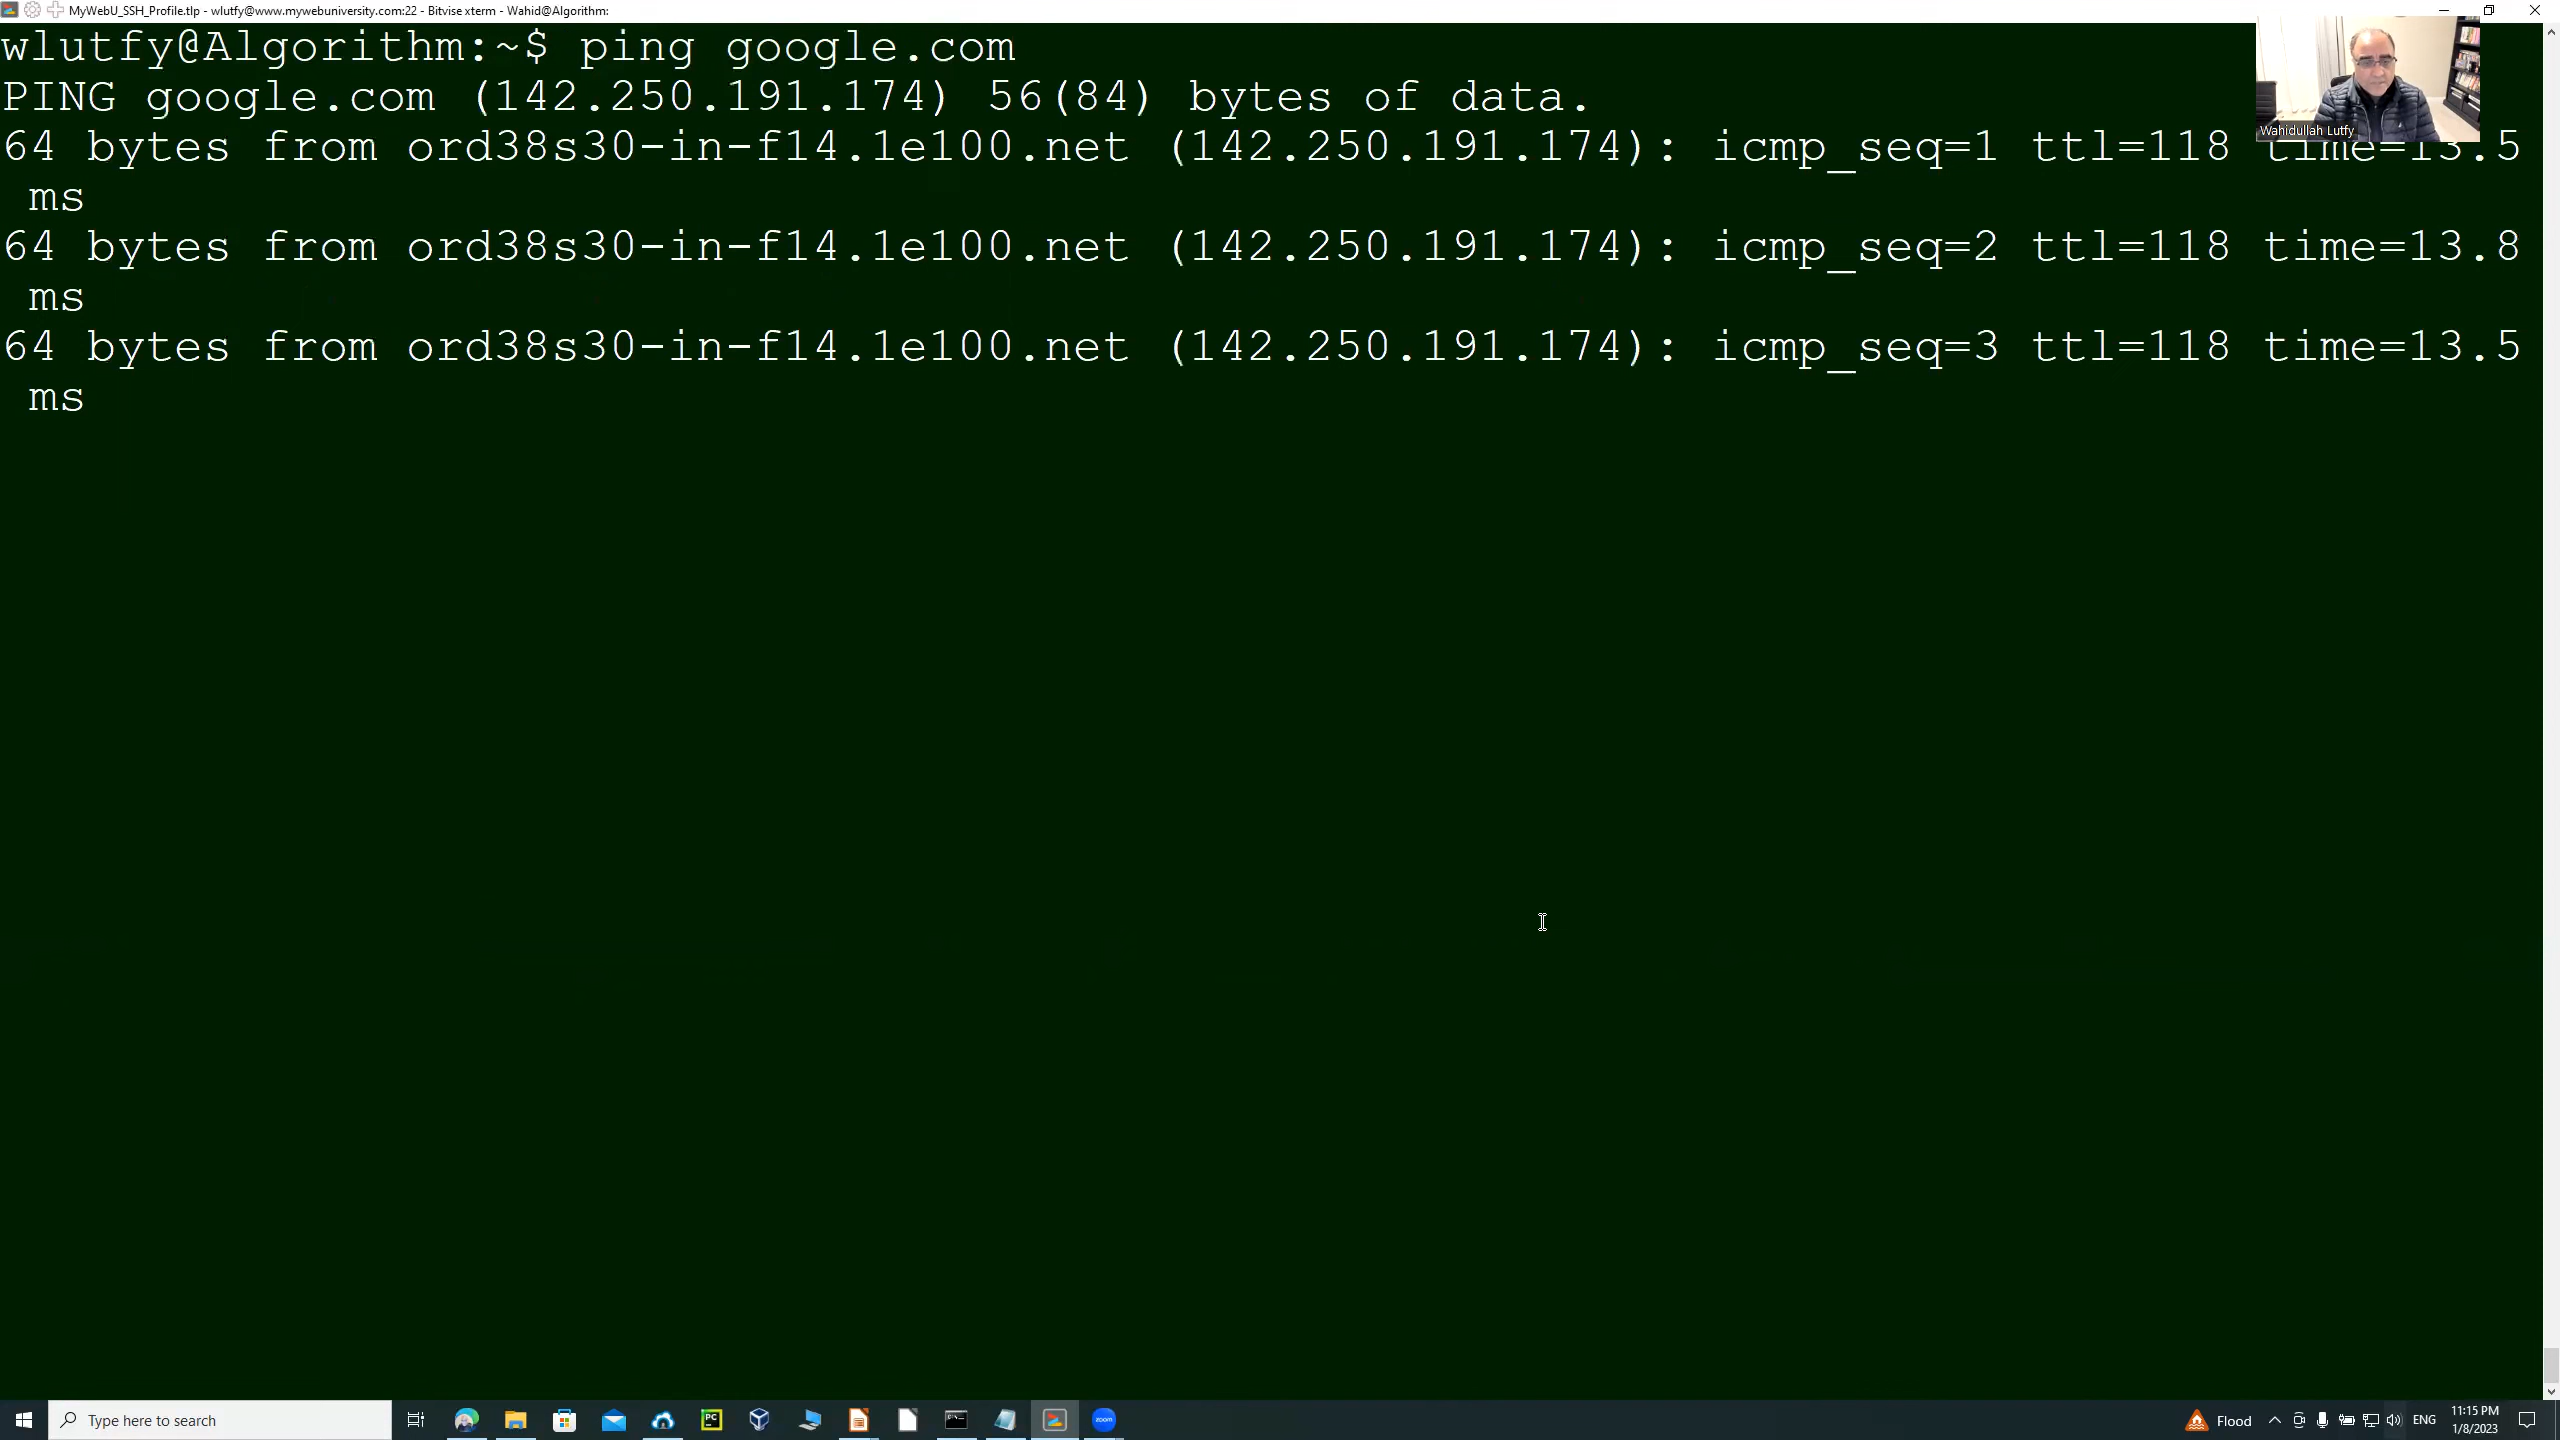 MyWebU_SSH_Profile.tlp - wlutfy@www.mywebuniversity.com:22 - Bitvise xterm - Wahid@Algorithm:
wlutfy@Algorithm:~$ ping google.com
PING google.com (142.250.191.174) 56(84) bytes of data.
64 bytes from ord38s30-in-f14.1e100.net (142.250.191.174): icmp_seq=1 ttl=118 time=13.5
ms
64 bytes from ord38s30-in-f14.1e100.net (142.250.191.174): icmp_seq=2 ttl=118 time=13.8
ms
64 bytes from ord38s30-in-f14.1e100.net (142.250.191.174): icmp_seq=3 ttl=118 time=13.5
ms
Wahidullah Lutfy
Type here to search
PC
zoom
Flood
ENG
11:15 PM
1/8/2023